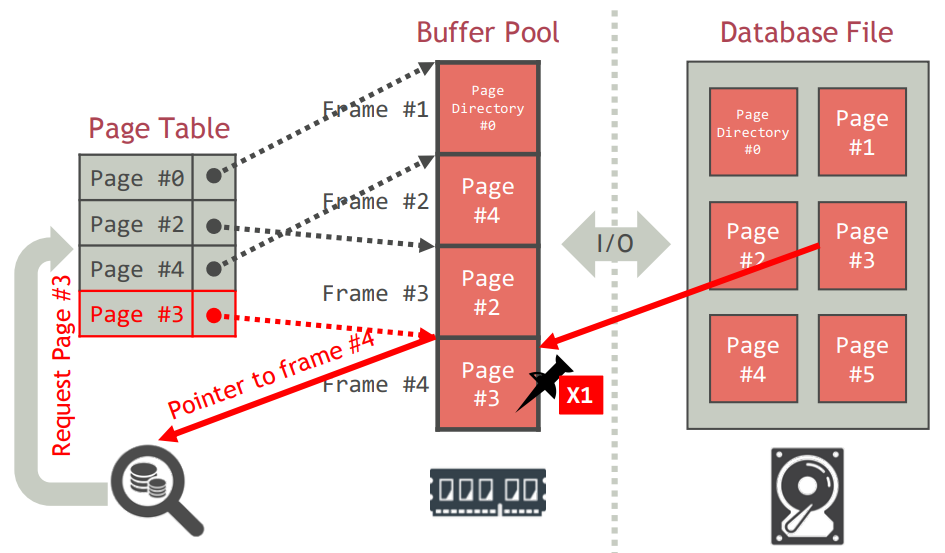 Buffer Pool
Database File
Page Table
Page #0
Page #2
Page #4
Page #3
Request Page #3
Pointer to frame #4
Frame #1
Frame #2
Frame #3
Frame #4
Page
Directory
#0
Page
#4
Page
#2
Page
#3
X1
I/O
Page
Directory
#0
Page
#1
Page
#2
Page
#3
Page
#4
Page
#5